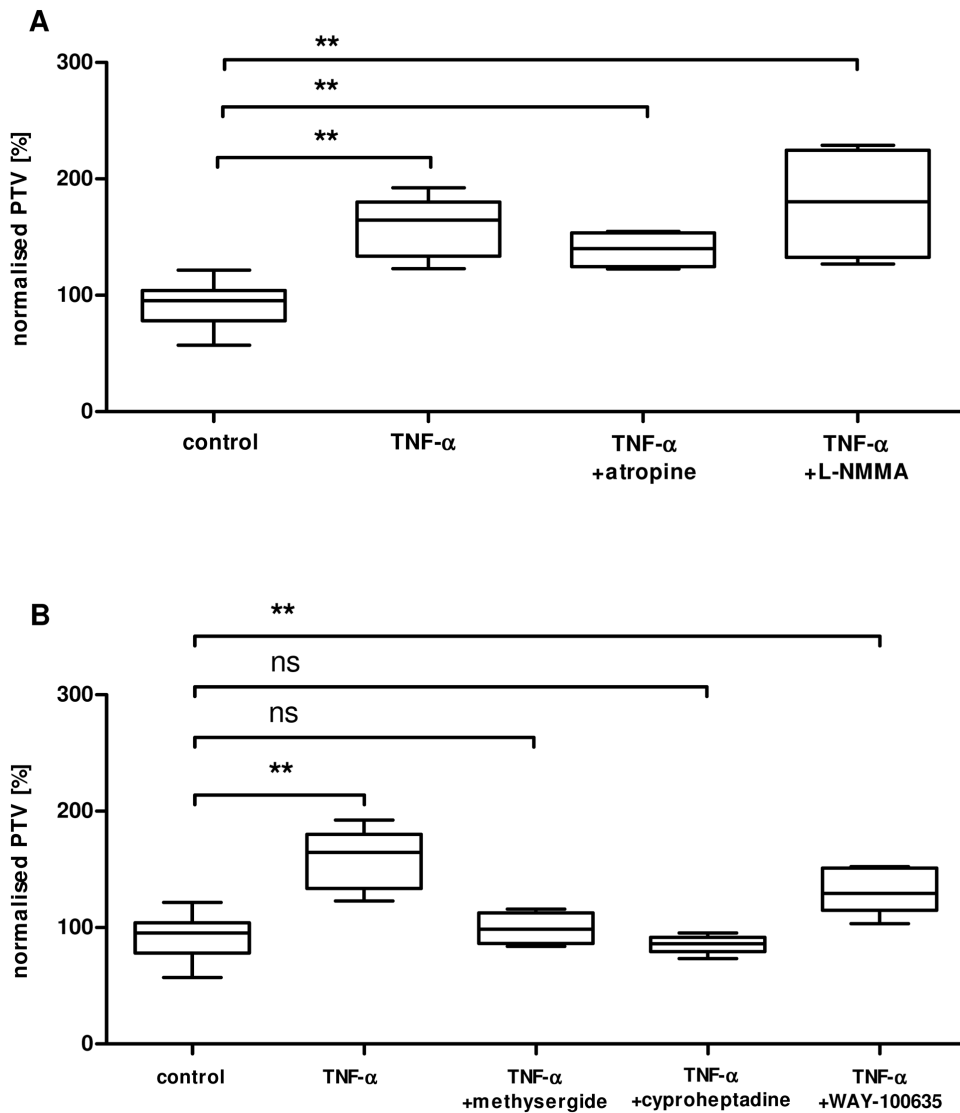 A
**
**
**
300
200
100
0
normalised PTV [%]
control
TNF-α
TNF-α
+atropine
TNF-α
+L-NMMA
B
**
ns
ns
**
300
200
100
0
normalised PTV [%]
control
TNF-α
TNF-α
+methysergide
TNF-α
+cyproheptadine
TNF-α
+WAY-100635